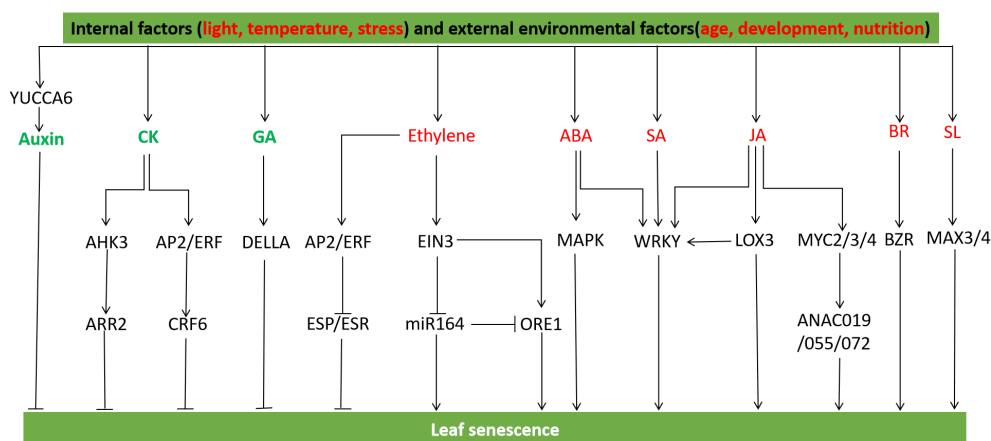 Internal factors (light, temperature, stress) and external environmental factors(age, development, nutrition)
YUCCA6
Auxin
CK
GA
Ethylene
ABA
SA
JA
BR
SL
AHK3
AP2/ERF
DELLA
AP2/ERF
EIN3
MAPK
WRKY
LOX3
MYC2/3/4
BZR
MAX3/4
ARR2
CRF6
ESP/ESR
miR164
ORE1
ANAC019
/055/072
Leaf senescence